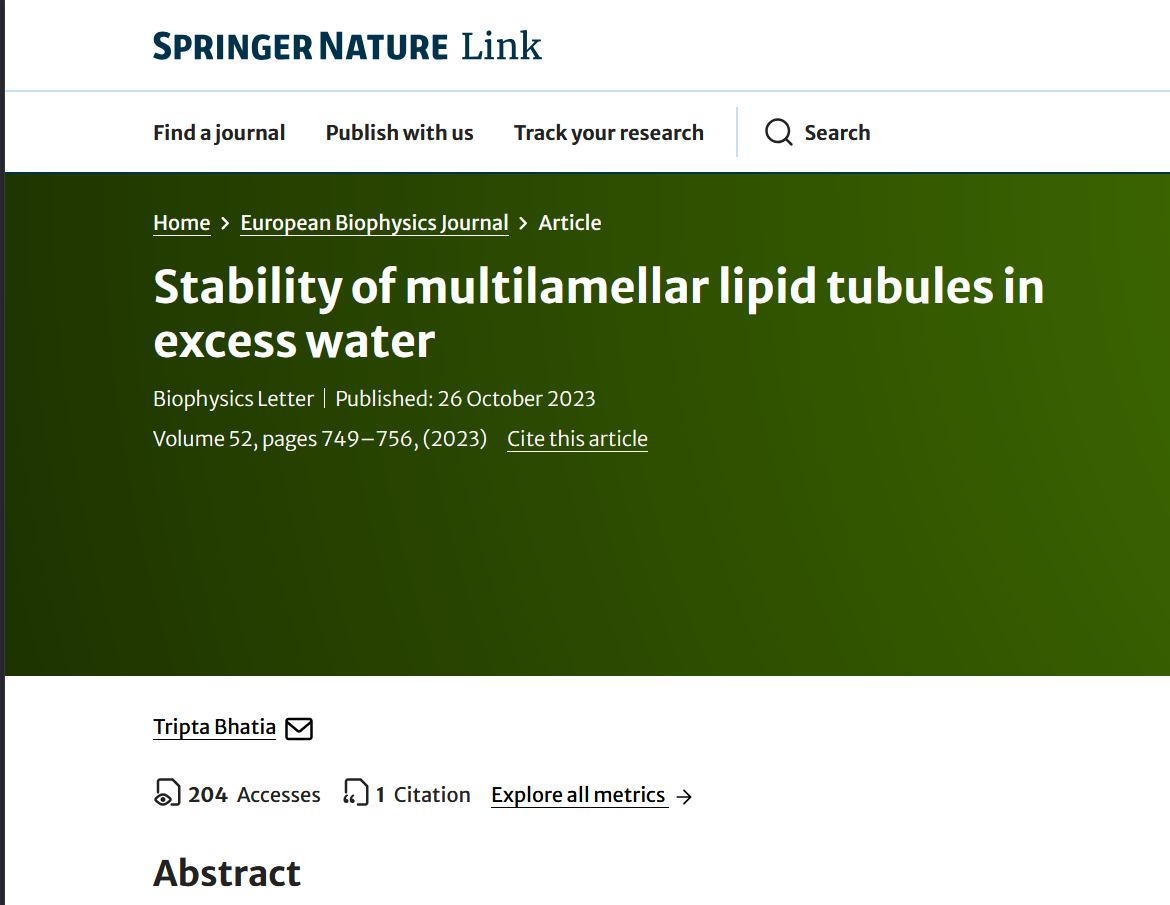 SPRINGER NATURE Link
Find a journal Publish with us Track your research Search
Home > European Biophysics Journal > Article
Stability of multilamellar lipid tubules in
excess water
Biophysics Letter | Published: 26 October 2023
Volume 52, pages 749–756, (2023) Cite this article
Tripta Bhatia
204 Accesses 1 Citation Explore all metrics →
Abstract